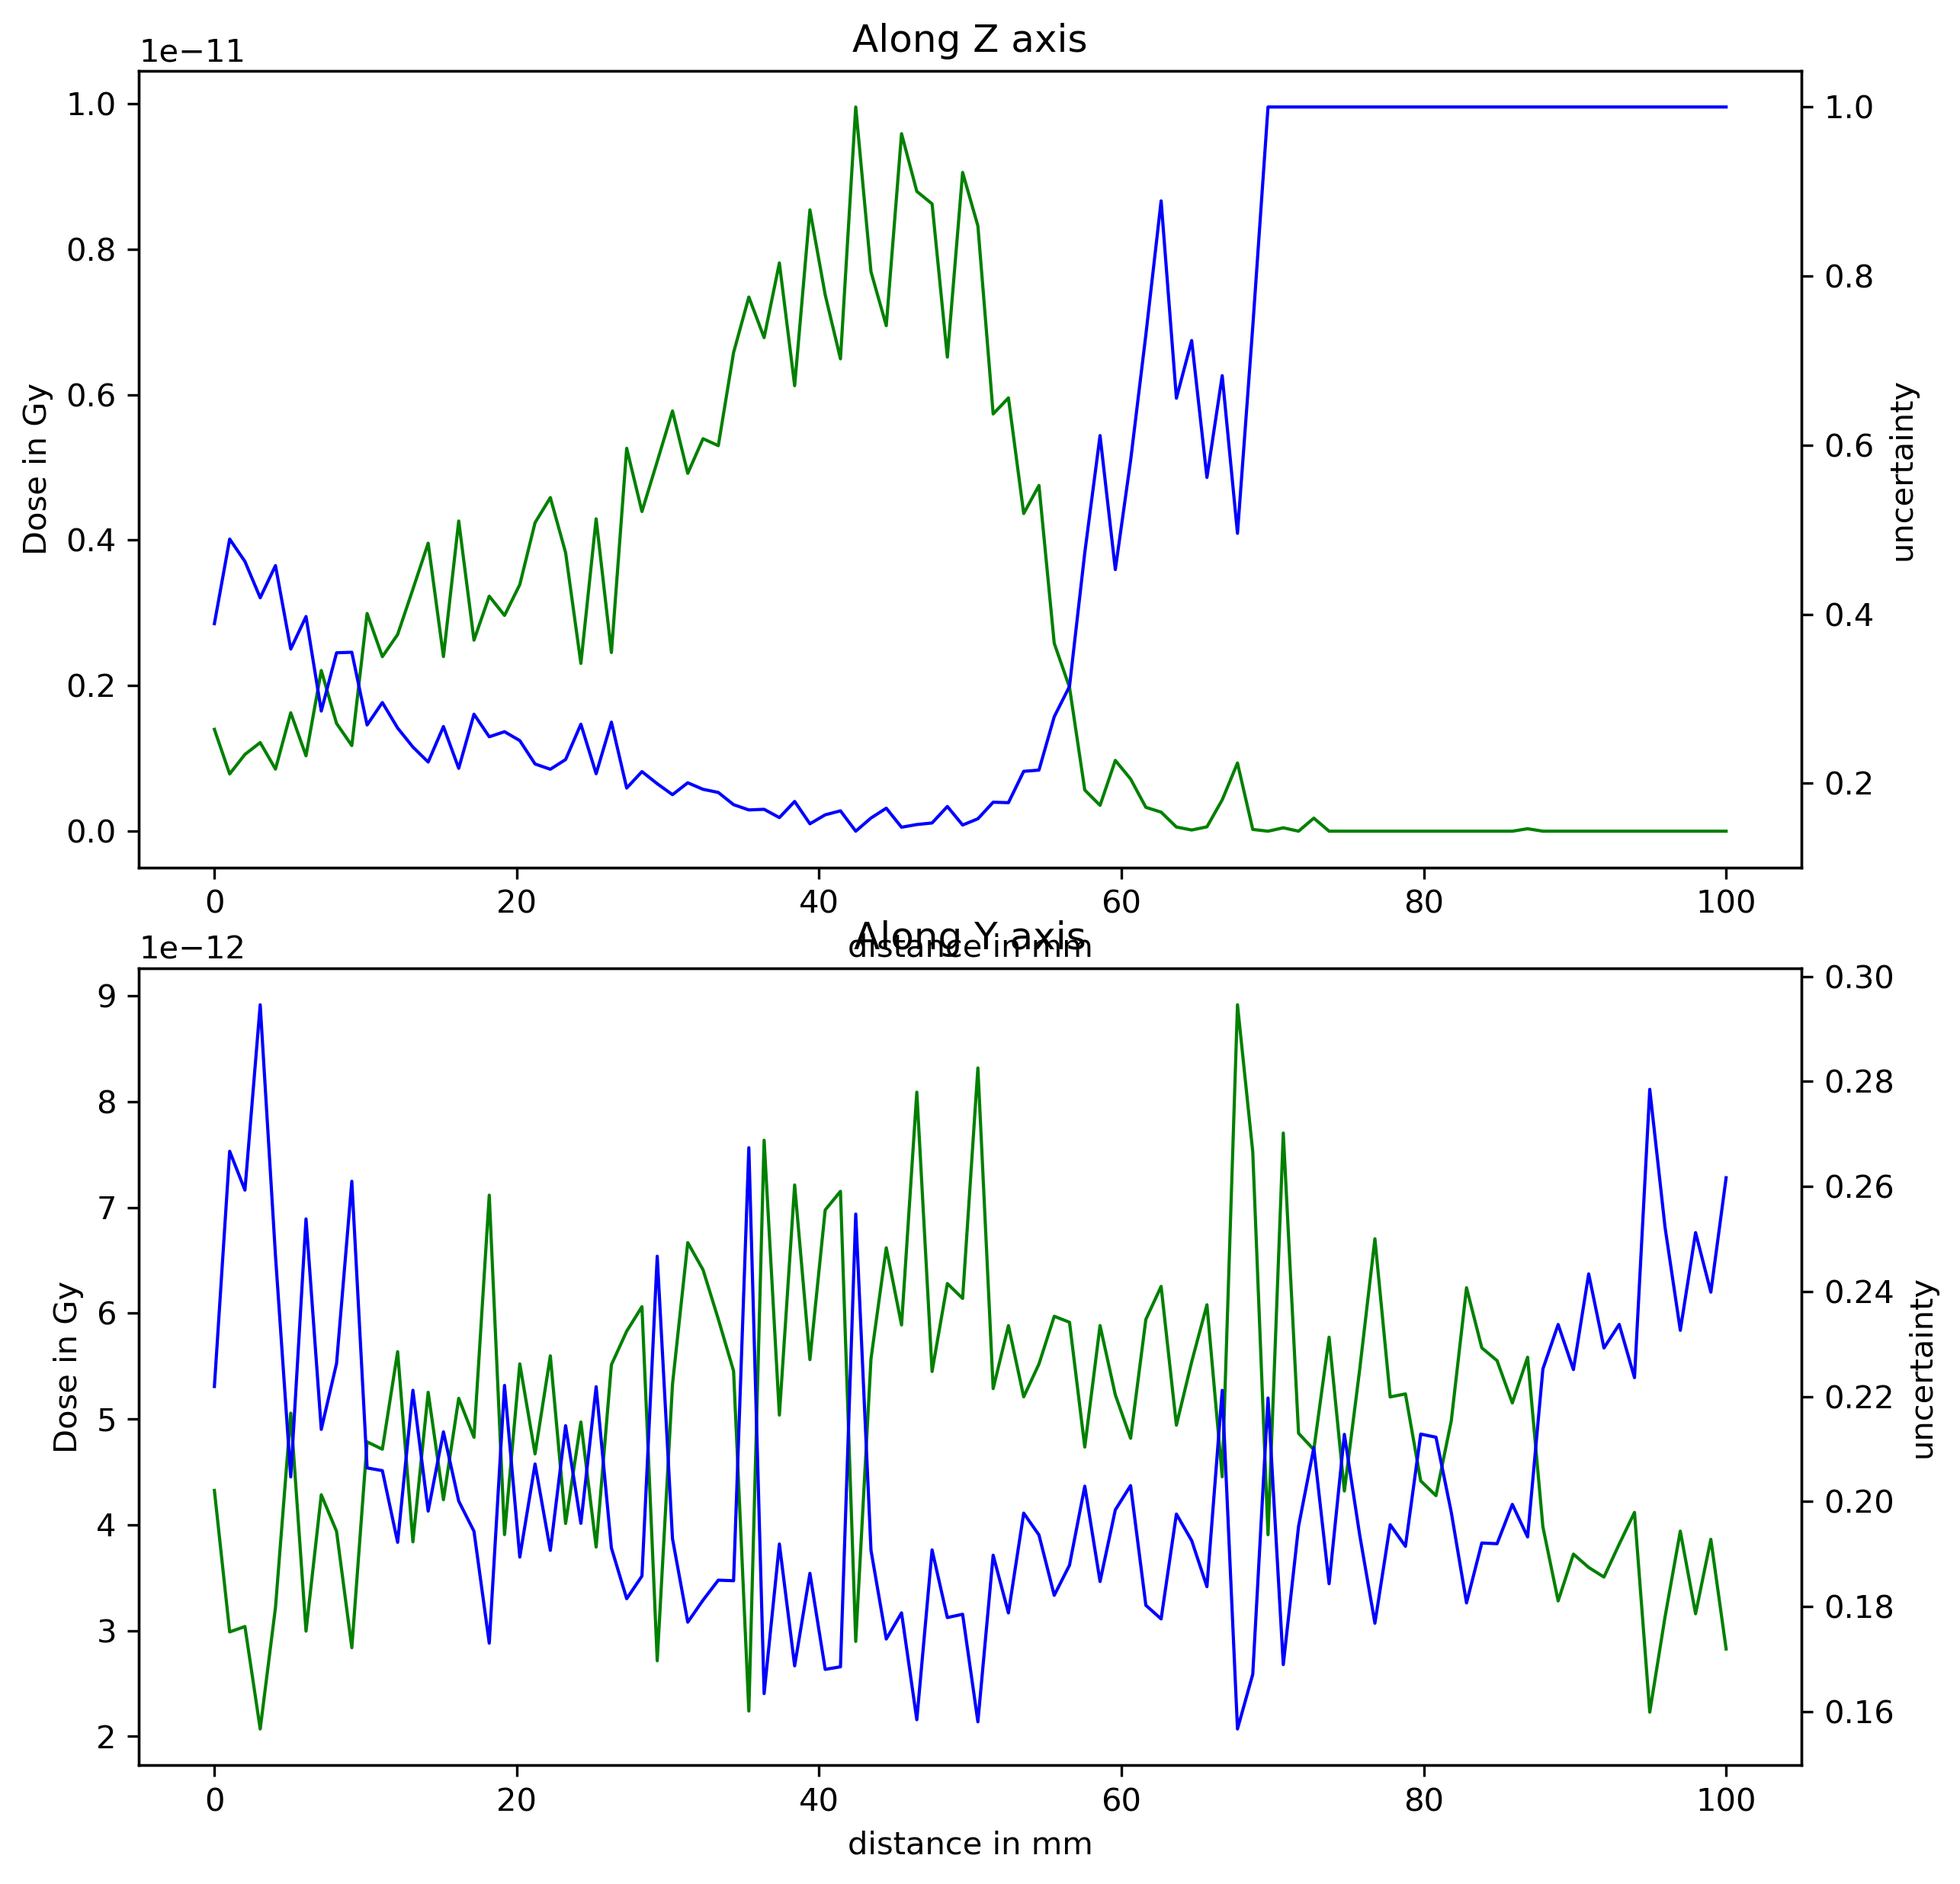 Along Z axis
1e−11
1.0
0.8
0.6
0.4
0.2
0.0
Dose in Gy
1.0
0.8
0.6
0.4
0.2
uncertainty
0 20 40 60 80 100
distance in mm
Along Y axis
1e−12
9
8
7
6
5
4
3
2
Dose in Gy
0.30
0.28
0.26
0.24
0.22
0.20
0.18
0.16
uncertainty
0 20 40 60 80 100
distance in mm